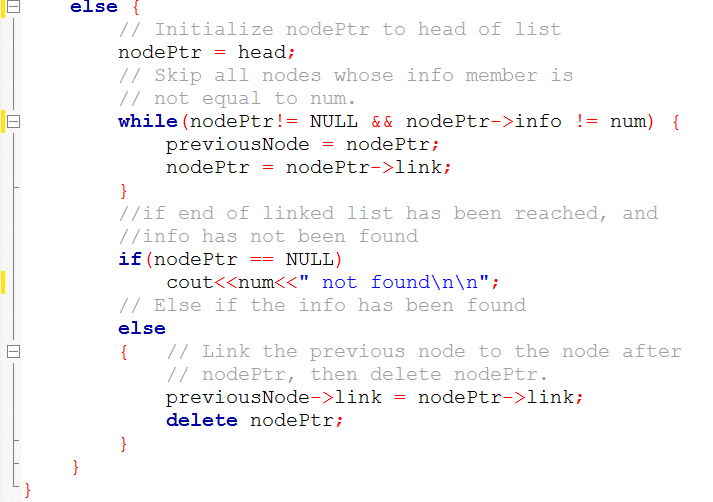 else {
// Initialize nodePtr to head of list
nodePtr = head;
// Skip all nodes whose info member is
// not equal to num.
while(nodePtr!= NULL && nodePtr->info != num) {
previousNode = nodePtr;
nodePtr = nodePtr->link;
}
//if end of linked list has been reached, and
//info has not been found
if(nodePtr == NULL)
cout<<num<<" not found\n\n";
// Else if the info has been found
else
{ // Link the previous node to the node after
// nodePtr, then delete nodePtr.
previousNode->link = nodePtr->link;
delete nodePtr;
}
}
}